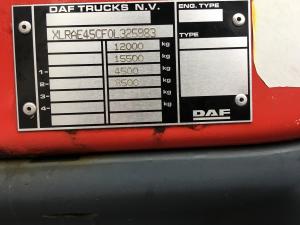 DAF TRUCKS N.V.
XLRAE45CF0L325983
12000 kg
15500 kg
1- 4500 kg
2- 8500 kg
3- kg
4- kg
ENG. TYPE
TYPE
DAF